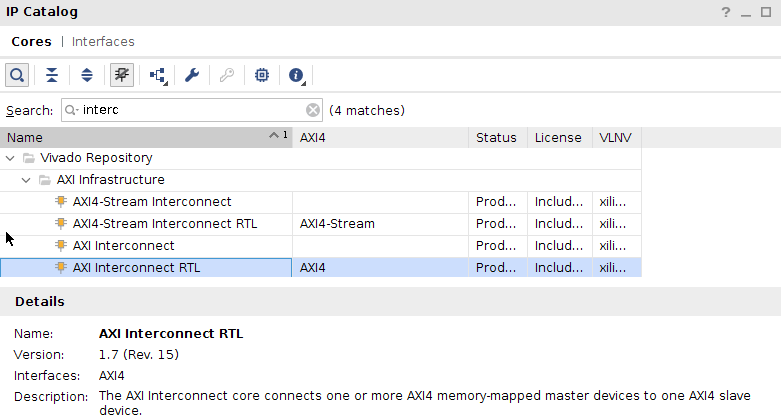 IP Catalog ? _
Cores | Interfaces
Search: interc (4 matches)
Name 1 AXI4 Status License VLNV
Vivado Repository
AXI Infrastructure
AXI4-Stream Interconnect Prod... Includ... xili...
AXI4-Stream Interconnect RTL AXI4-Stream Prod... Includ... xili...
AXI Interconnect Prod... Includ... xili...
AXI Interconnect RTL AXI4 Prod... Includ... xili...
Details
Name: AXI Interconnect RTL
Version: 1.7 (Rev. 15)
Interfaces: AXI4
Description: The AXI Interconnect core connects one or more AXI4 memory-mapped master devices to one AXI4 slave
device.